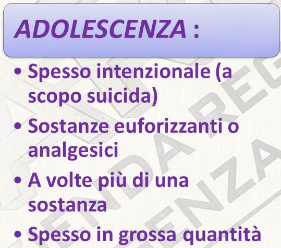 ADOLESCENZA :
• Spesso intenzionale (a
scopo suicida)
• Sostanze euforizzanti o
analgesici
• A volte più di una
sostanza
• Spesso in grossa quantità